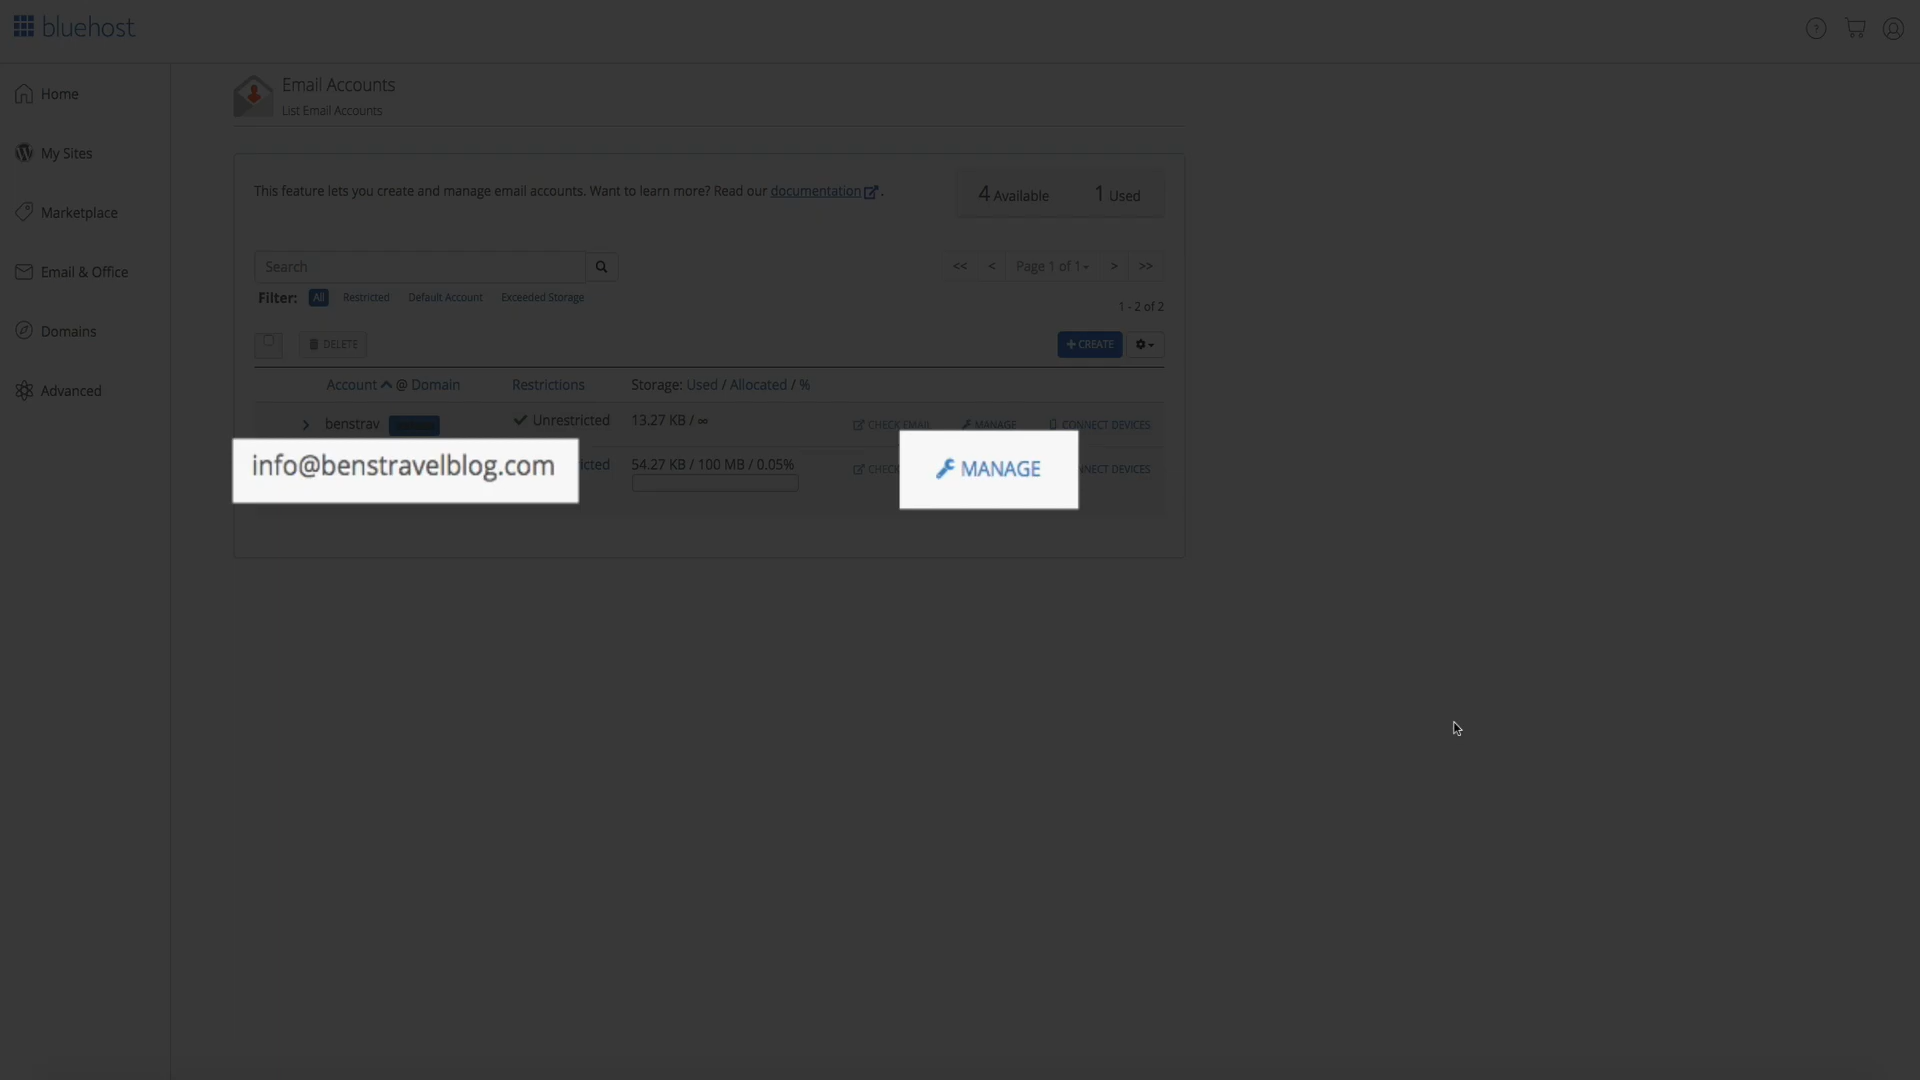 bluehost
Home
My Sites
Marketplace
Email & Office
Domains
Advanced
Email Accounts
List Email Accounts
This feature lets you create and manage email accounts. Want to learn more? Read our documentation .
4 Available 1 Used
Search
<< < Page 1 of 1 > >>
Filter: All Restricted Default Account Exceeded Storage
1 - 2 of 2
DELETE
+ CREATE
Account @ Domain Restrictions Storage: Used / Allocated / %
benstrav Unrestricted 13.27 KB / ∞ CHECK EMAIL MANAGE CONNECT DEVICES
info@benstravelblog.com 54.27 KB / 100 MB / 0.05% CHECK MANAGE DEVICES